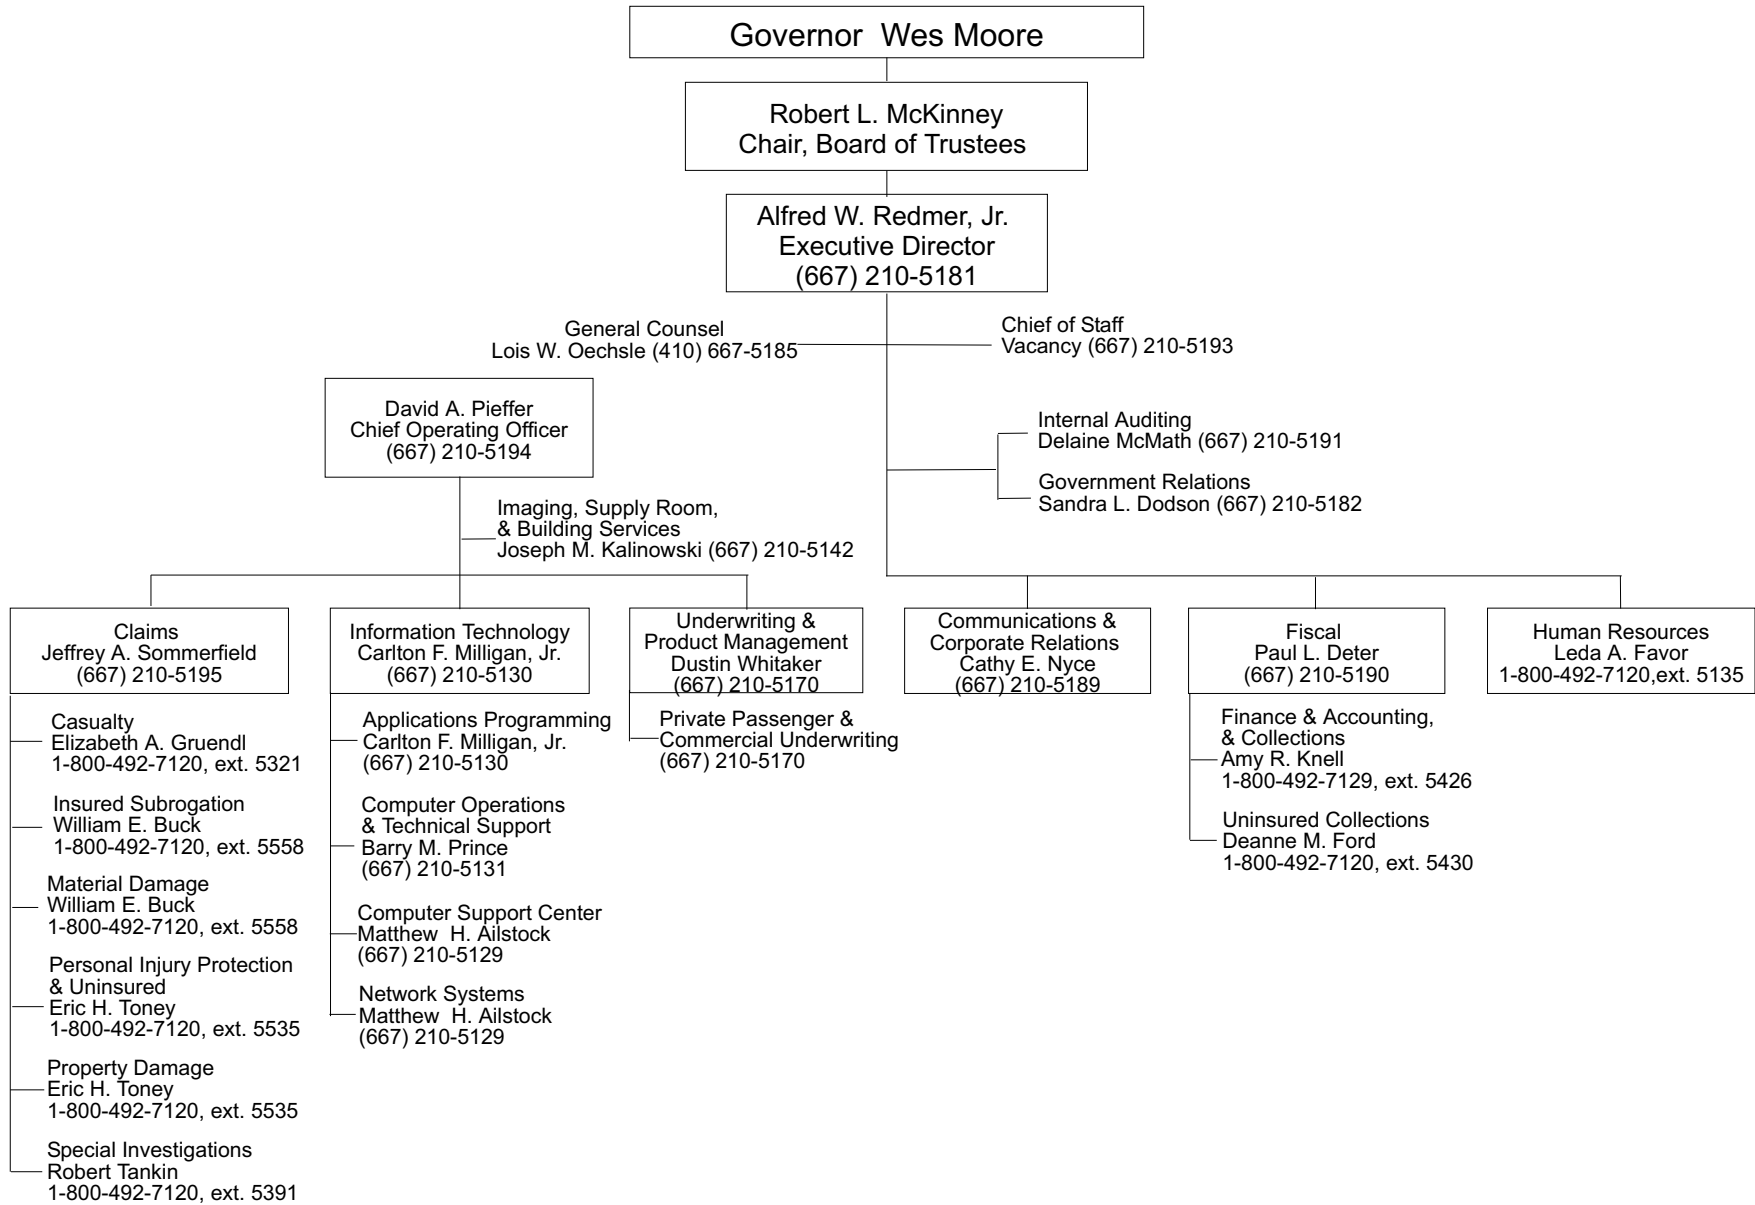 Governor  Wes Moore
Robert L. McKinney
Chair, Board of Trustees
Alfred W. Redmer, Jr.
Executive Director
(667) 210-5181
General Counsel
Lois W. Oechsle (410) 667-5185
Chief of Staff
Vacancy (667) 210-5193
David A. Pieffer
Chief Operating Officer
(667) 210-5194
Internal Auditing
Delaine McMath (667) 210-5191
Government Relations
Sandra L. Dodson (667) 210-5182
Imaging, Supply Room,
& Building Services
Joseph M. Kalinowski (667) 210-5142
Claims
Jeffrey A. Sommerfield
(667) 210-5195
Casualty
Elizabeth A. Gruendl
1-800-492-7120, ext. 5321
Insured Subrogation
William E. Buck
1-800-492-7120, ext. 5558
Material Damage
William E. Buck
1-800-492-7120, ext. 5558
Personal Injury Protection
& Uninsured
Eric H. Toney
1-800-492-7120, ext. 5535
Property Damage
Eric H. Toney
1-800-492-7120, ext. 5535
Special Investigations
Robert Tankin
1-800-492-7120, ext. 5391
Information Technology
Carlton F. Milligan, Jr.
(667) 210-5130
Applications Programming
Carlton F. Milligan, Jr.
(667) 210-5130
Computer Operations
& Technical Support
Barry M. Prince
(667) 210-5131
Computer Support Center
Matthew  H. Ailstock
(667) 210-5129
Network Systems
Matthew  H. Ailstock
(667) 210-5129
Underwriting &
Product Management
Dustin Whitaker
(667) 210-5170
Private Passenger &
Commercial Underwriting
(667) 210-5170
Communications &
Corporate Relations
Cathy E. Nyce
(667) 210-5189
Fiscal
Paul L. Deter
(667) 210-5190
Finance & Accounting,
& Collections
Amy R. Knell
1-800-492-7129, ext. 5426
Uninsured Collections
Deanne M. Ford
1-800-492-7120, ext. 5430
Human Resources
Leda A. Favor
1-800-492-7120,ext. 5135